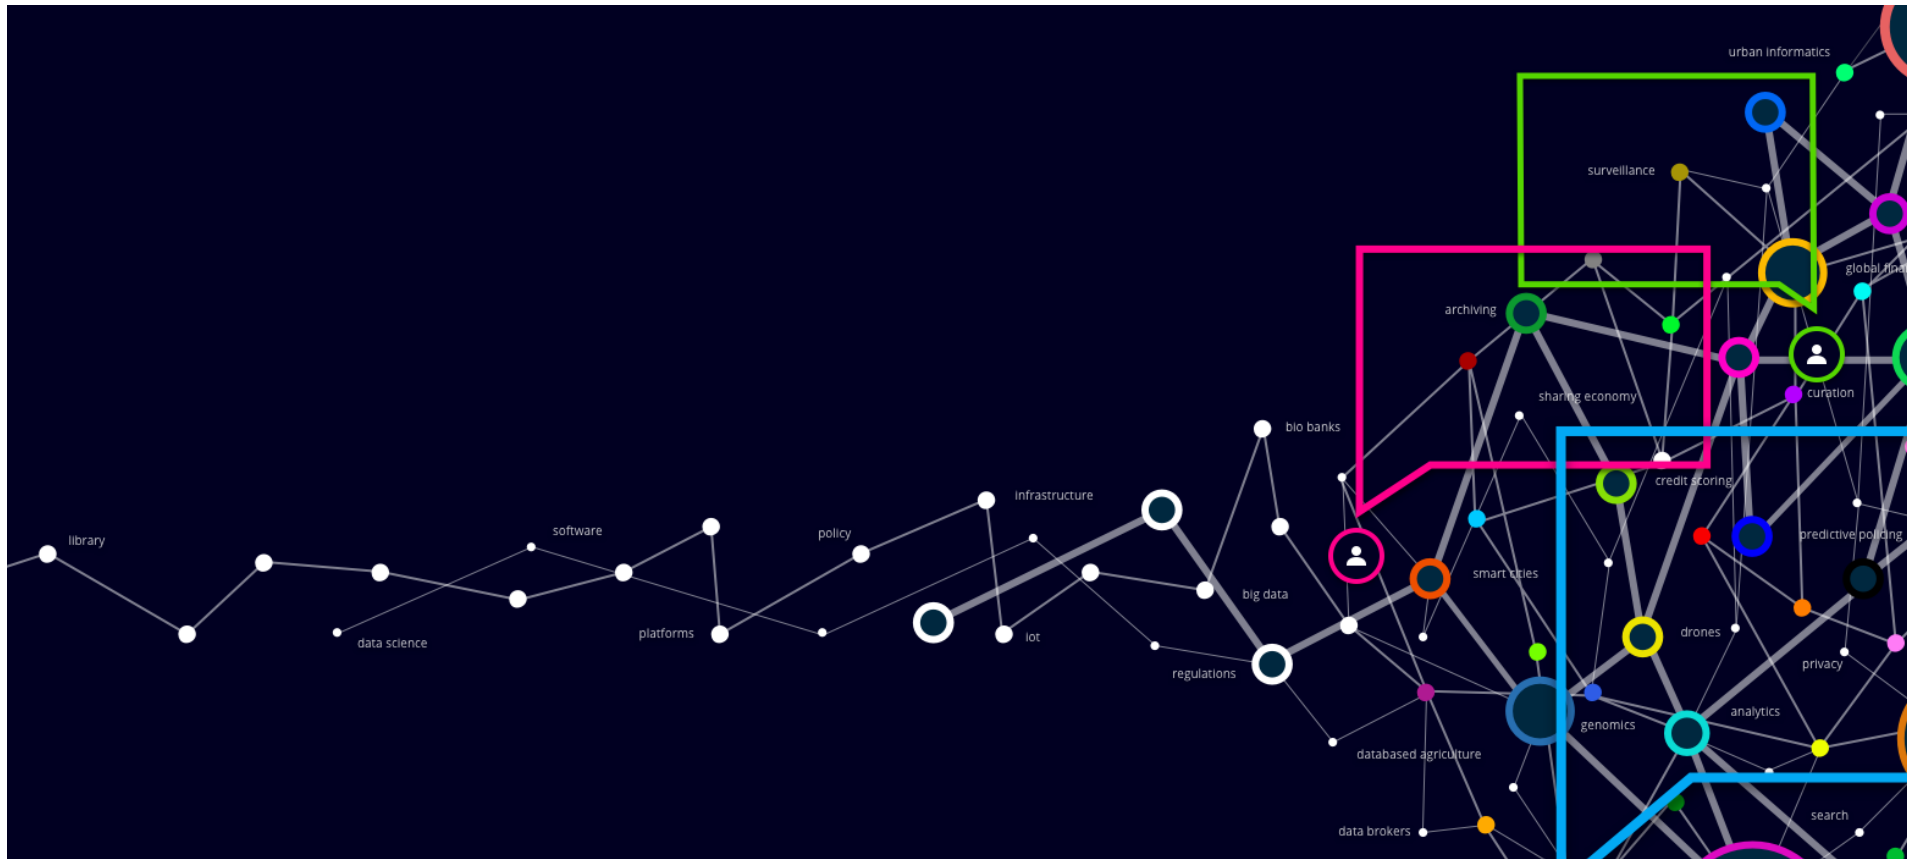 urban informatics
surveillance
global fina
archiving
sharing economy
curation
bio banks
credit scoring
infrastructure
software
policy
library
predictive policing
smart cities
big data
data science
platforms
iot
drones
privacy
regulations
analytics
genomics
databased agriculture
search
data brokers